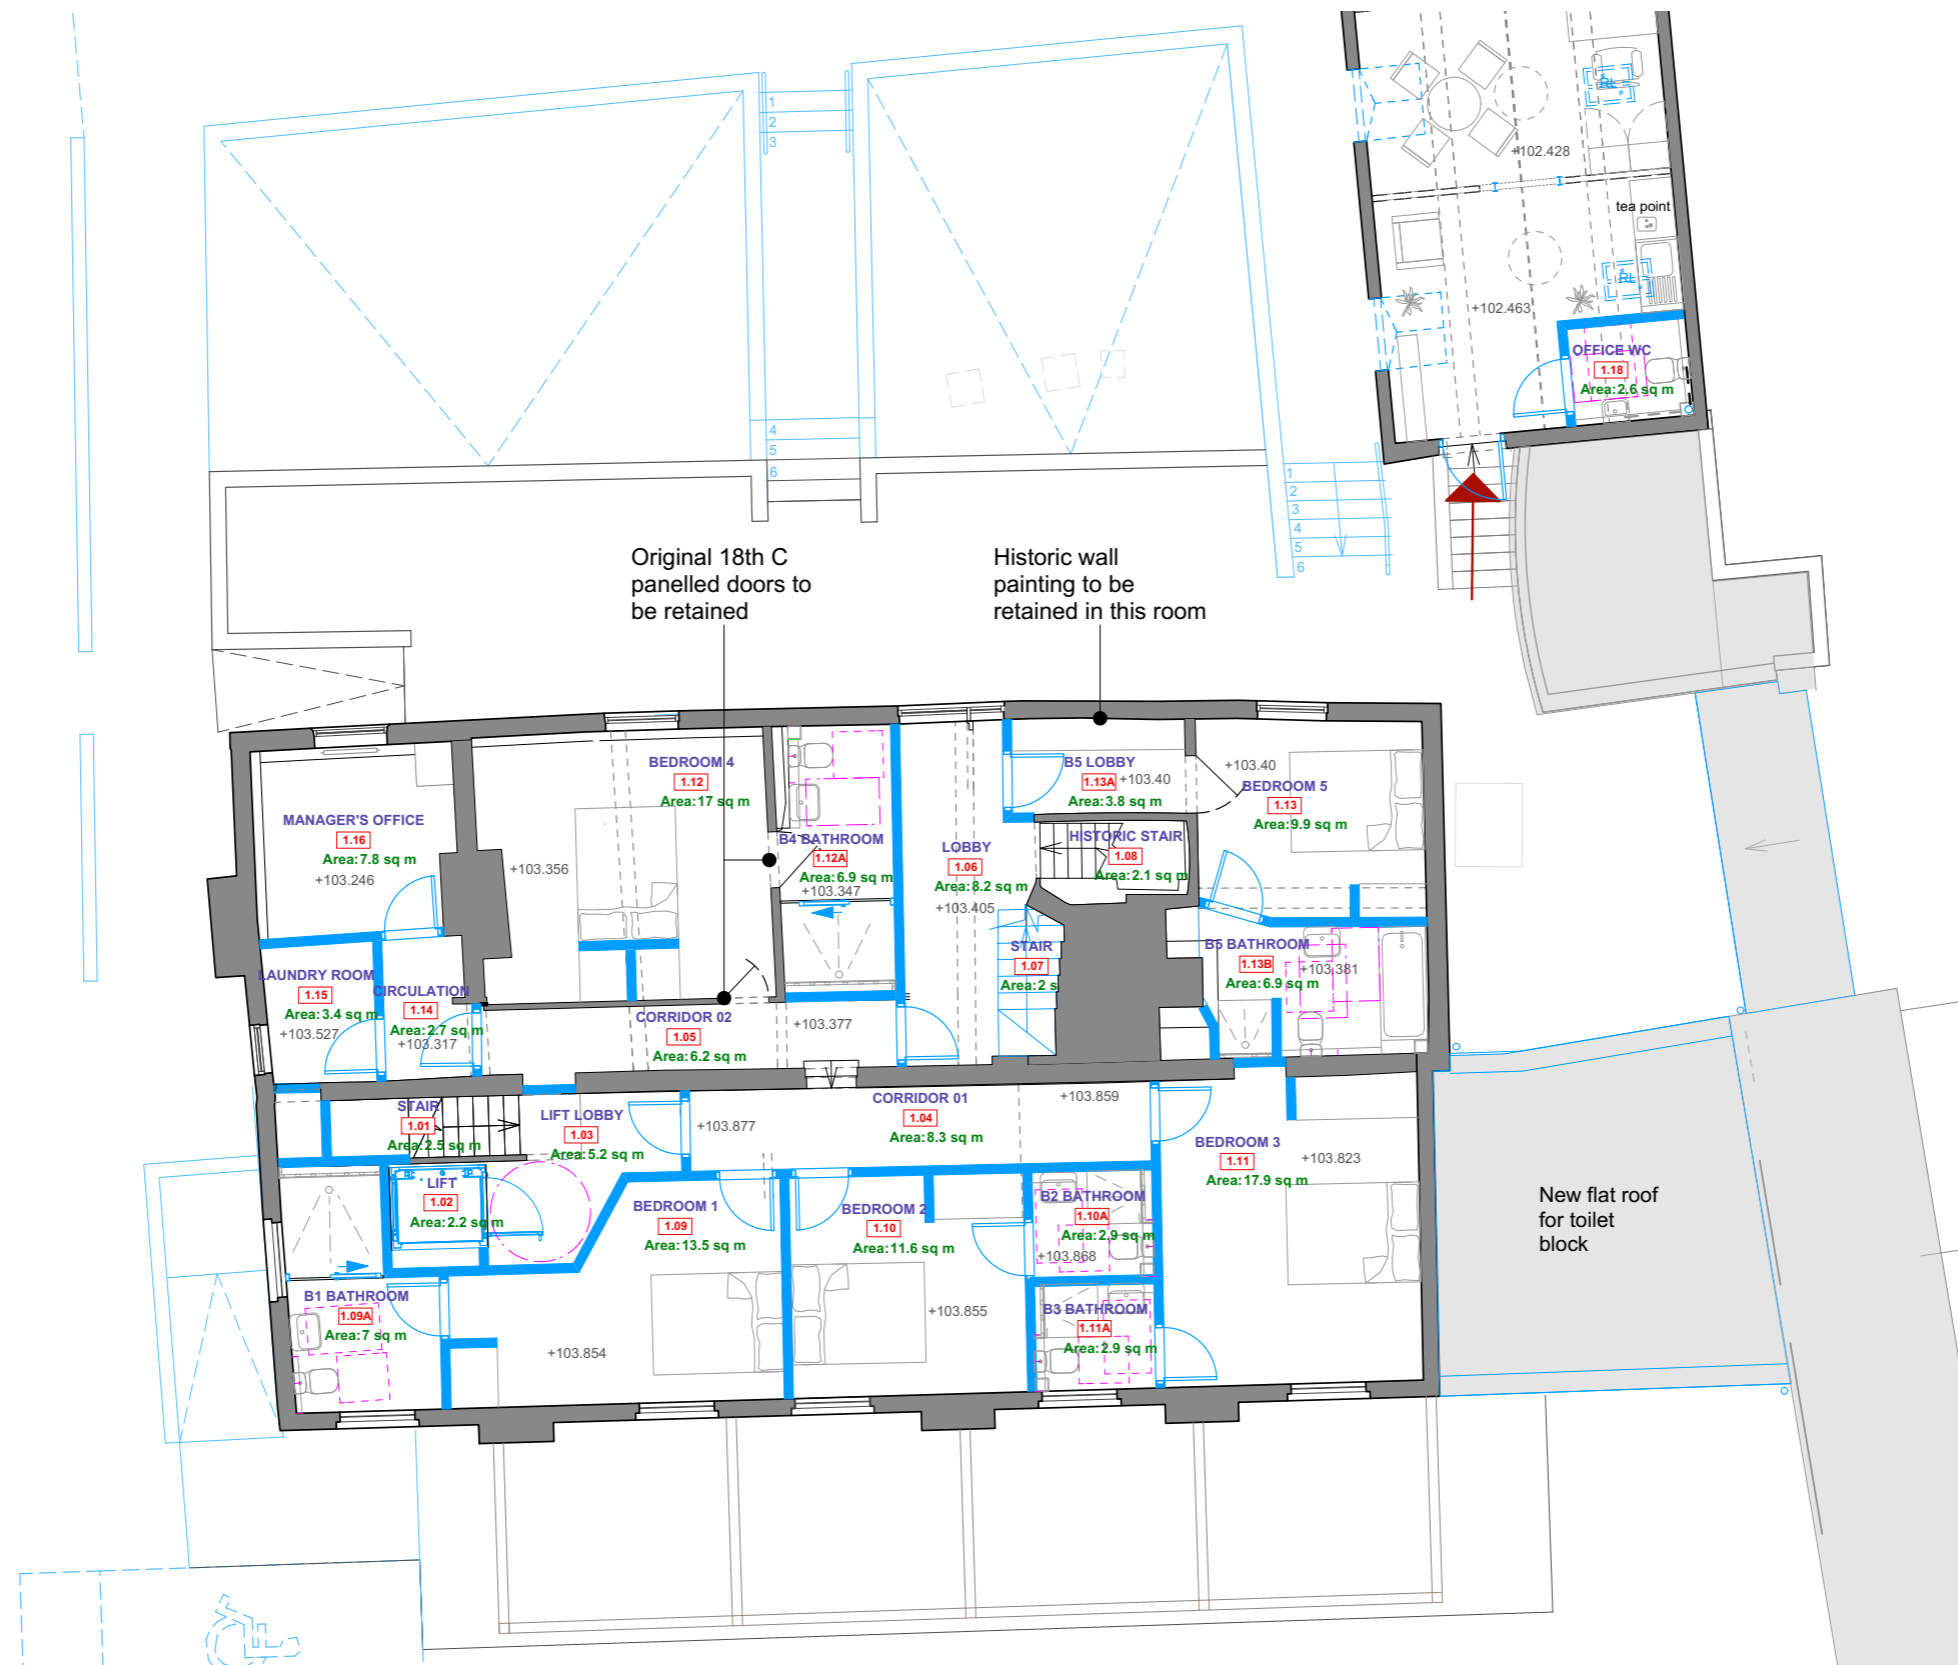 1
2
3
+102.428
tea point
RL
RL
+102.463
OFFICE WC
1.18
Area:2.6 sq m
4
5
6
1
2
3
4
5
6
Original 18th C
panelled doors to
be retained
Historic wall
painting to be
retained in this room
BEDROOM 4
1.12
Area:17 sq m
+103.356
B4 BATHROOM
1.12A
Area:6.9 sq m
+103.347
LOBBY
1.06
Area:8.2 sq m
+103.405
B5 LOBBY
1.13A
+103.40
Area:3.8 sq m
+103.40
BEDROOM 5
1.13
Area:9.9 sq m
HISTORIC STAIR
1.08
Area:2.1 sq m
MANAGER'S OFFICE
1.16
Area:7.8 sq m
+103.246
LAUNDRY ROOM
1.15
Area:3.4 sq m
+103.527
CIRCULATION
1.14
Area:2.7 sq m
+103.317
CORRIDOR 02
1.05
Area:6.2 sq m
+103.377
STAIR
1.07
Area:2 s
B5 BATHROOM
1.13B
+103.381
Area:6.9 sq m
STAIR
1.01
Area:2.5 sq m
LIFT LOBBY
1.03
Area:5.2 sq m
+103.877
CORRIDOR 01
1.04
Area:8.3 sq m
+103.859
BEDROOM 3
1.11
+103.823
Area:17.9 sq m
LIFT
1.02
Area:2.2 sq m
BEDROOM 1
1.09
Area:13.5 sq m
+103.854
BEDROOM 2
1.10
Area:11.6 sq m
+103.855
B2 BATHROOM
1.10A
Area:2.9 sq m
+103.868
B3 BATHROOM
1.11A
Area:2.9 sq m
B1 BATHROOM
1.09A
Area:7 sq m
New flat roof
for toilet
block